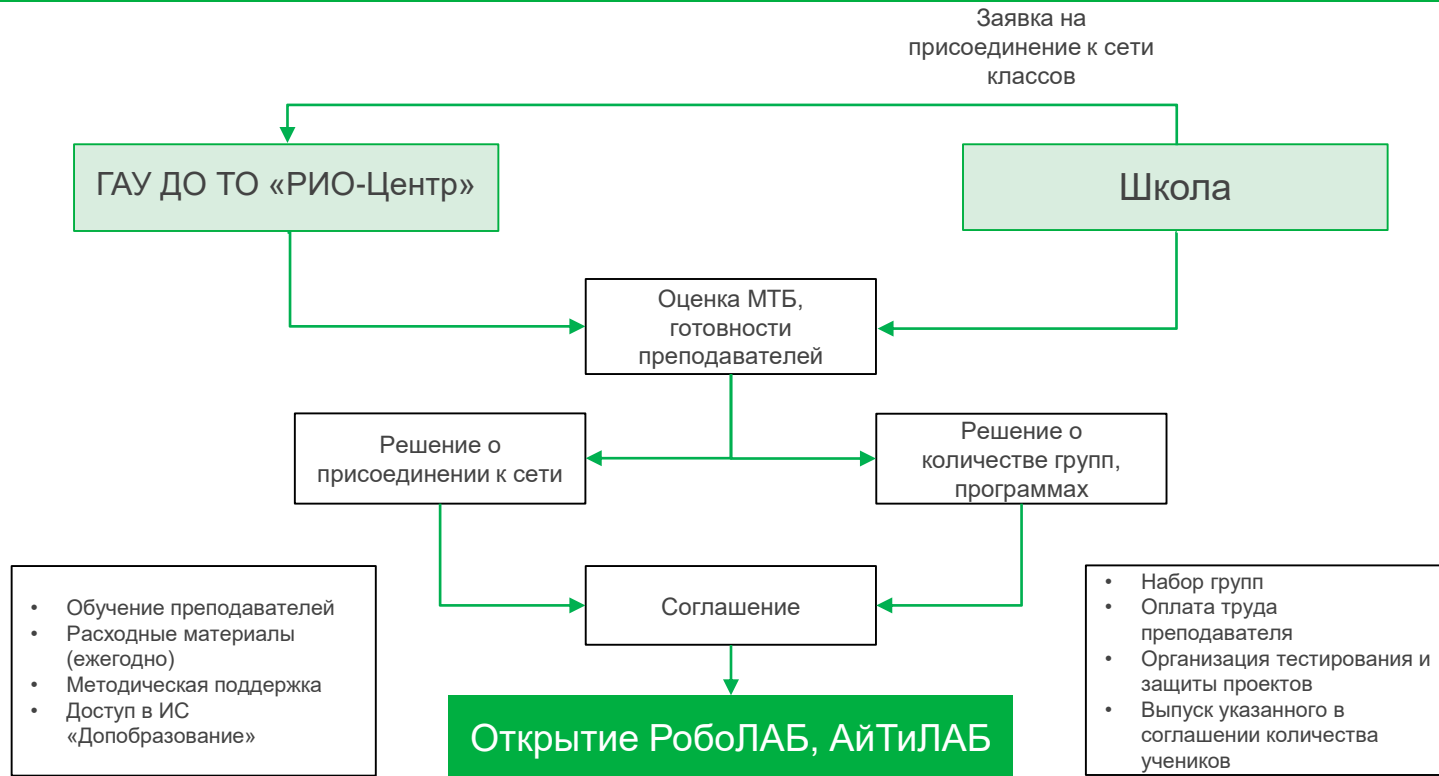 Заявка на
присоединение к сети
классов
ГАУ ДО ТО «РИО-Центр»
Школа
Оценка МТБ,
готовности
преподавателей
Решение о
присоединении к сети
Решение о
количестве групп,
программах
• Обучение преподавателей
• Расходные материалы
(ежегодно)
• Методическая поддержка
• Доступ в ИС
«Допобразование»
Соглашение
• Набор групп
• Оплата труда
преподавателя
• Организация тестирования и
защиты проектов
• Выпуск указанного в
соглашении количества
учеников
Открытие РобоЛАБ, АйТиЛАБ